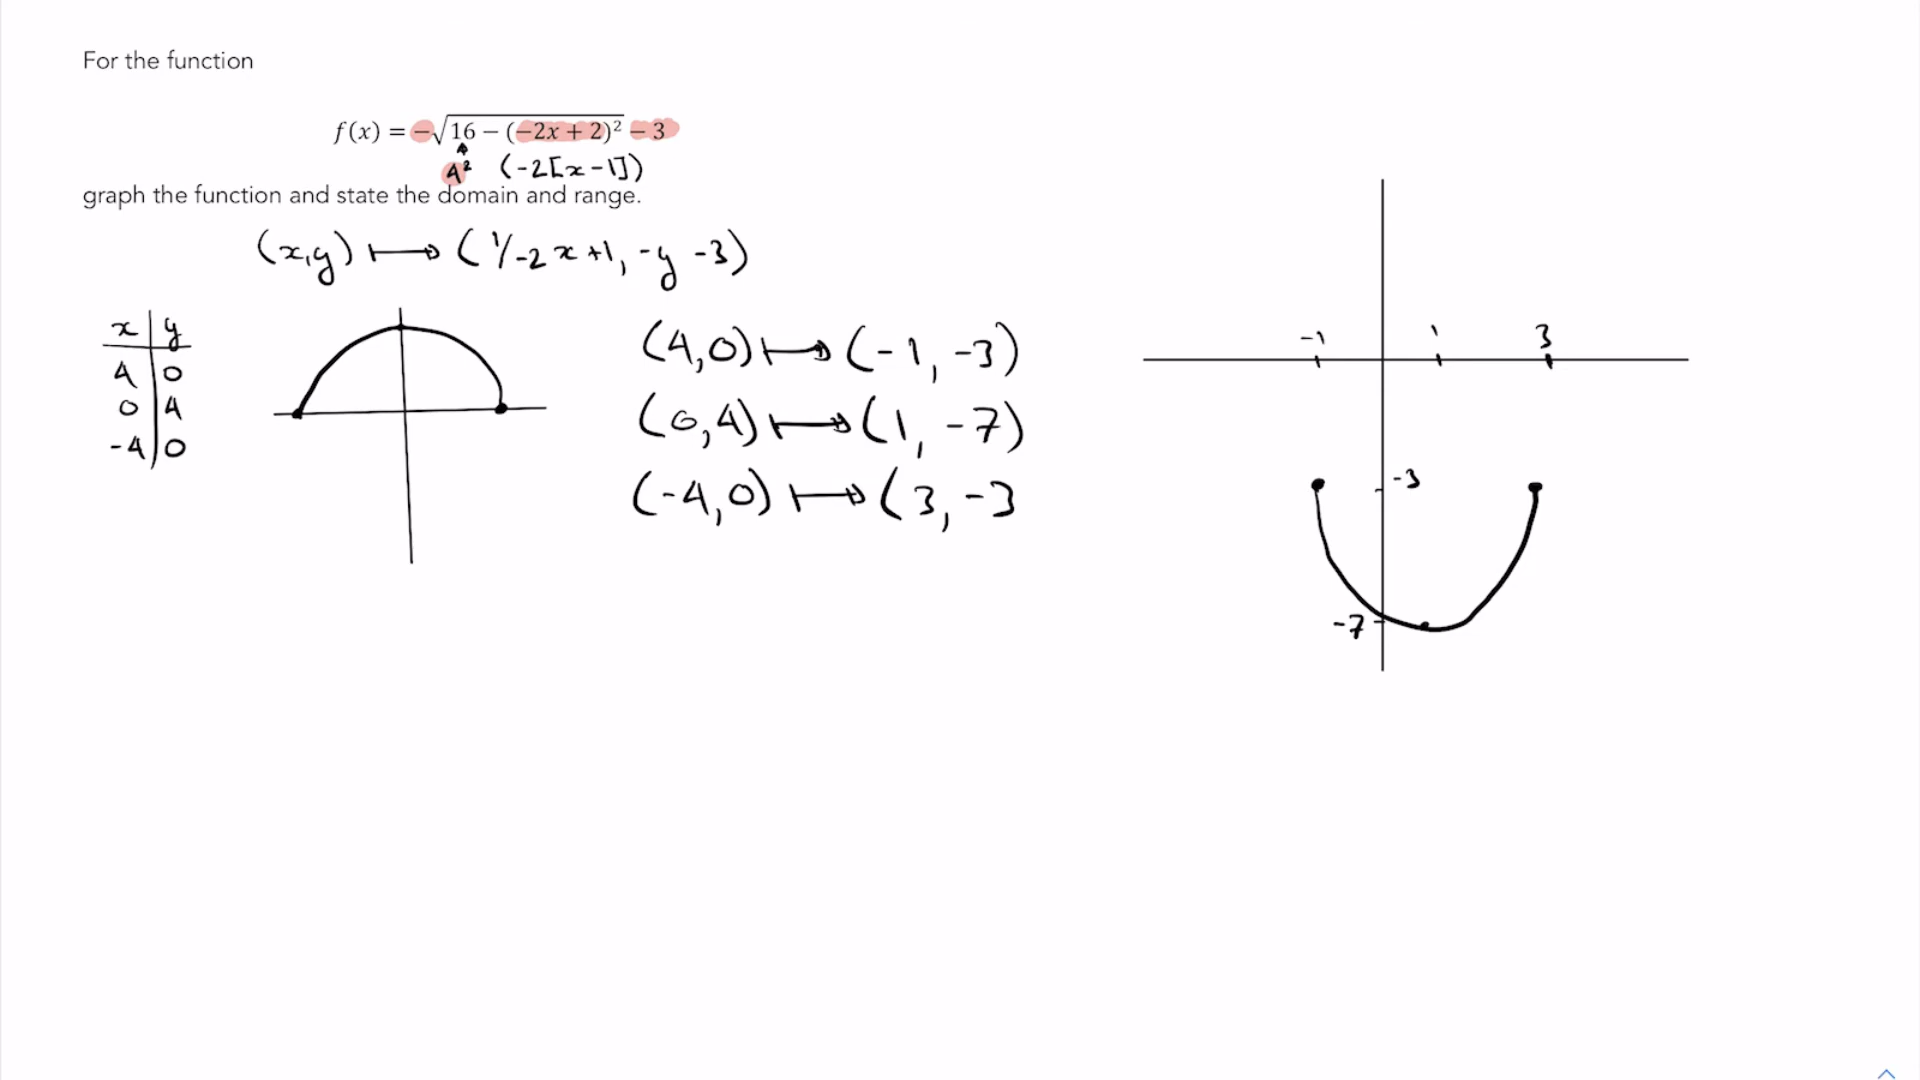 For the function
f(x) = −√16 − (−2x + 2)² − 3
4² (-2[x-1])
graph the function and state the domain and range.
(x,y) ↦ (1/-2 x+1, -y -3)
x y
4 0
0 4
-4 0
(4,0) ↦ (-1, -3)
(0,4) ↦ (1, -7)
(-4,0) ↦ (3, -3
-1 1 3
-3
-7